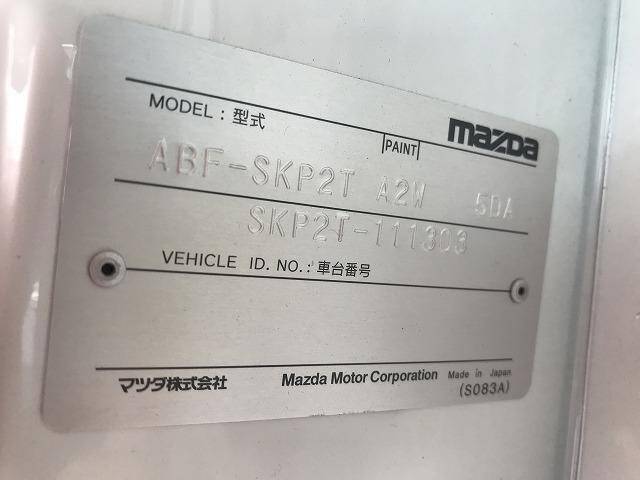 MODEL : 型式
PAINT
mazda
ABF-SKP2T A2W 5DA
SKP2T-111303
VEHICLE ID. NO. : 車台番号
マツダ株式会社 Mazda Motor Corporation Made in Japan
(S083A)